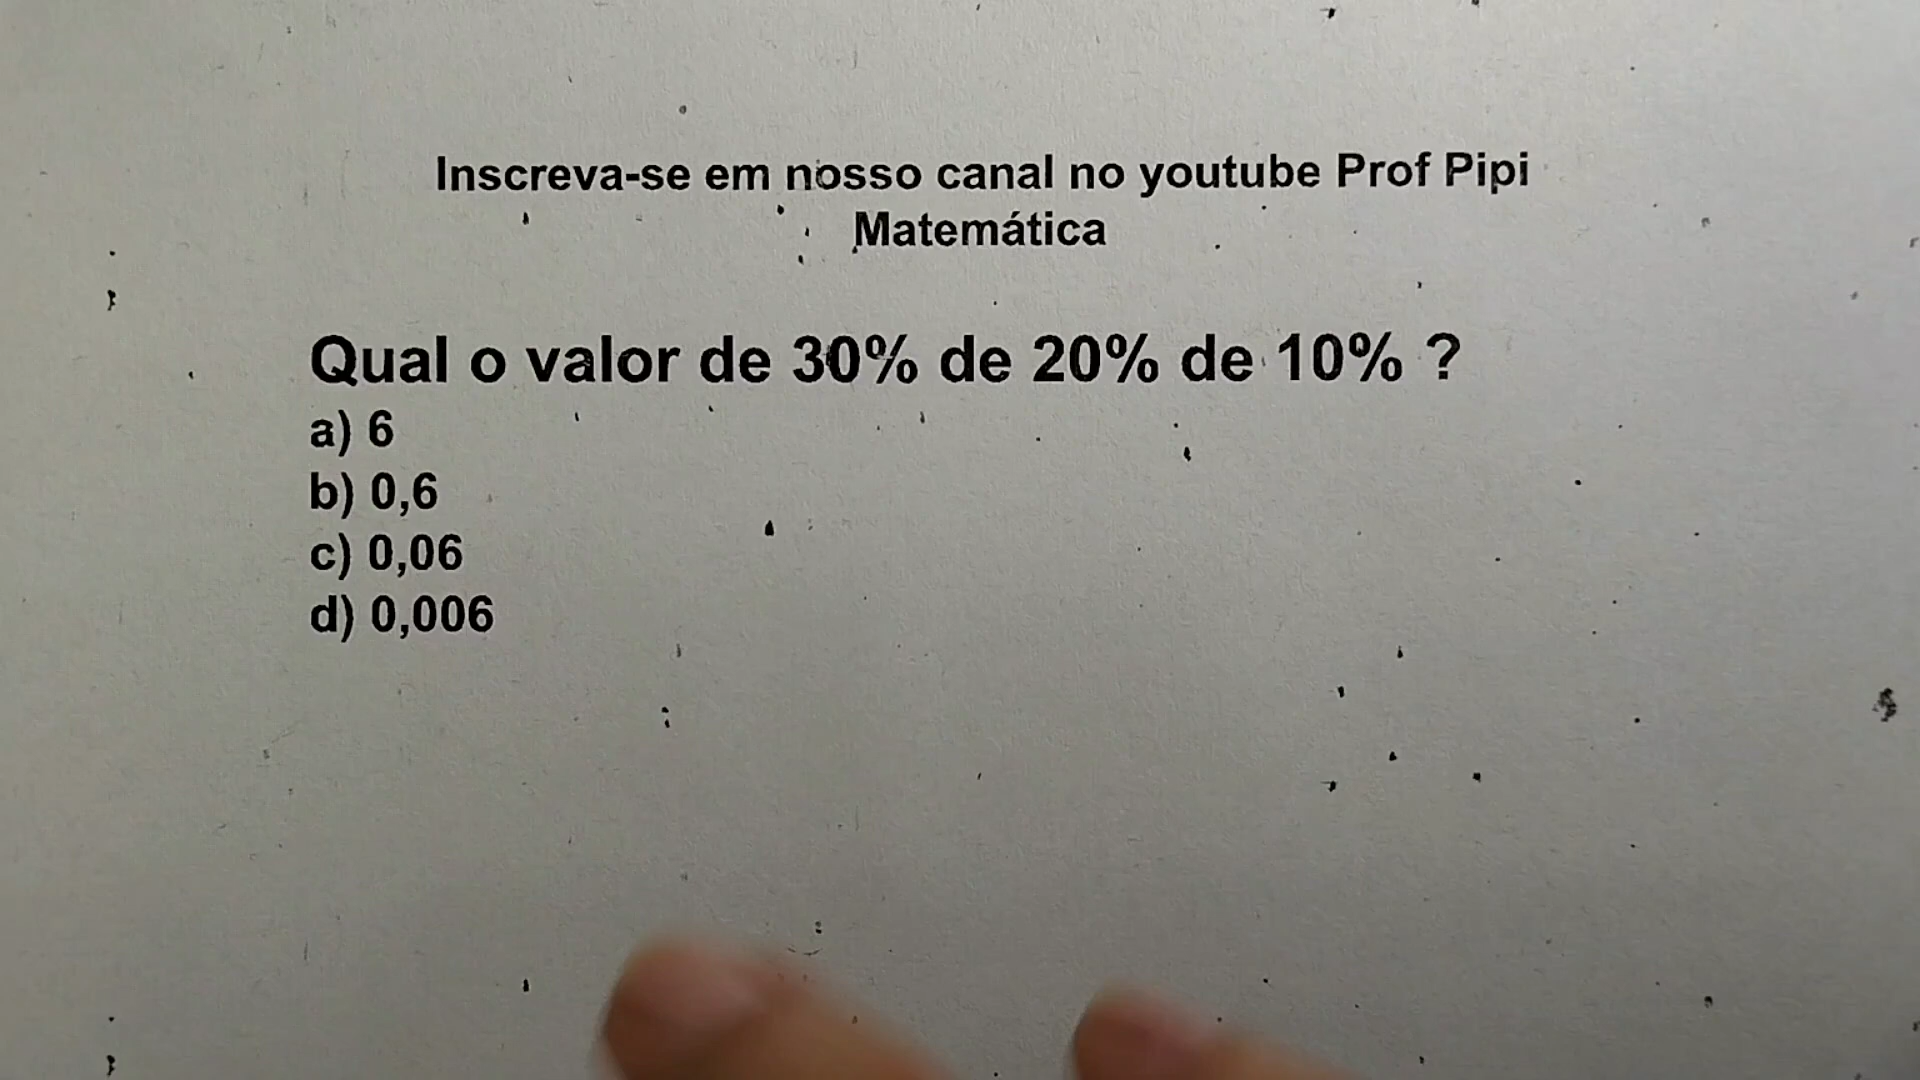 Inscreva-se em nosso canal no youtube Prof Pipi
Matemática
Qual o valor de 30% de 20% de 10% ?
a) 6
b) 0,6
c) 0,06
d) 0,006